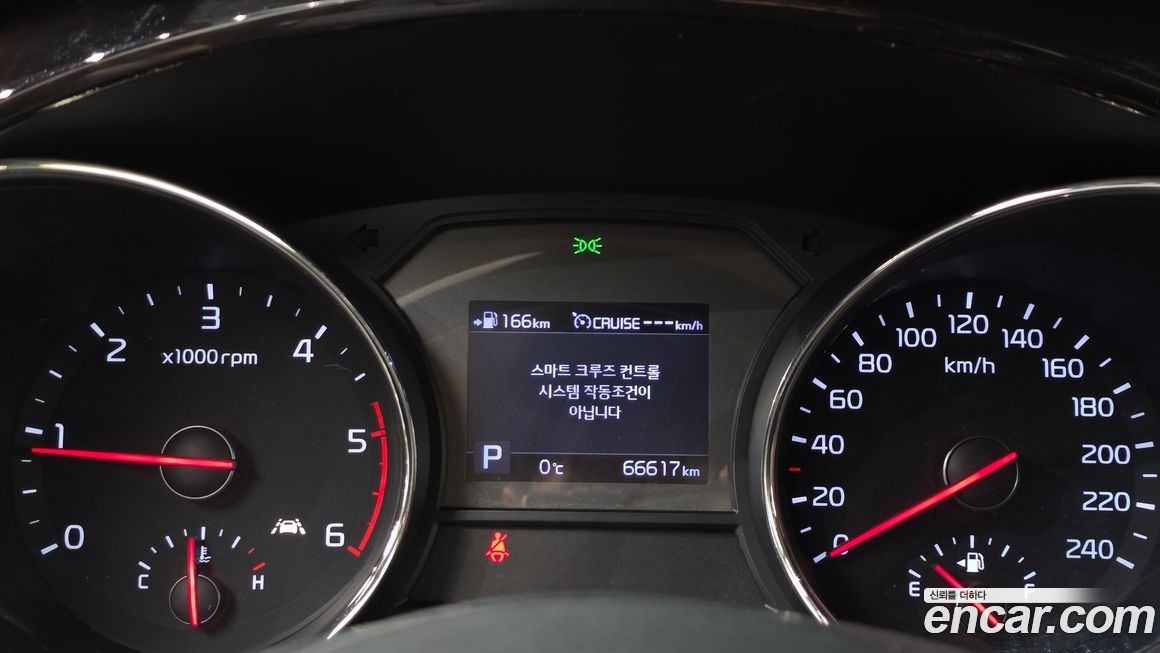 166km CRUISE ---km/h
스마트 크루즈 컨트롤
시스템 작동조건이
아닙니다
P 0℃ 66617km
0 1 2 3 4 5 6
x1000 rpm
C H
0 20 40 60 80 100 120 140 160 180 200 220 240
km/h
E F
신뢰를 더하다
encar.com